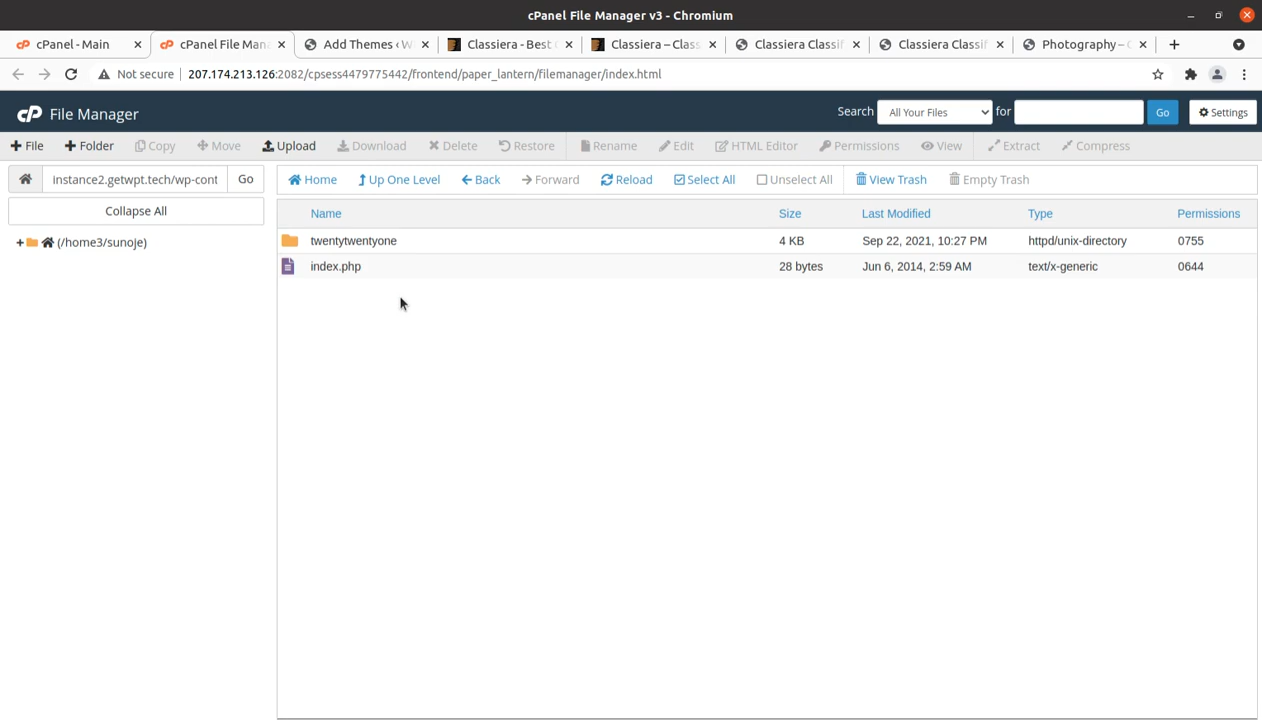 cPanel File Manager v3 - Chromium
cPanel - Main
cPanel File Man
Add Themes ‹ W
Classiera - Best
Classiera – Class
Classiera Classif
Classiera Classif
Photography –
Not secure 207.174.213.126:2082/cpsess4479775442/frontend/paper_lantern/filemanager/index.html
cP File Manager
Search All Your Files for Go Settings
File Folder Copy Move Upload Download Delete Restore Rename Edit HTML Editor Permissions View Extract Compress
instance2.getwpt.tech/wp-cont Go
Home Up One Level Back Forward Reload Select All Unselect All View Trash Empty Trash
Collapse All
+ (/home3/sunoje)
Name Size Last Modified Type Permissions
twentytwentyone 4 KB Sep 22, 2021, 10:27 PM httpd/unix-directory 0755
index.php 28 bytes Jun 6, 2014, 2:59 AM text/x-generic 0644